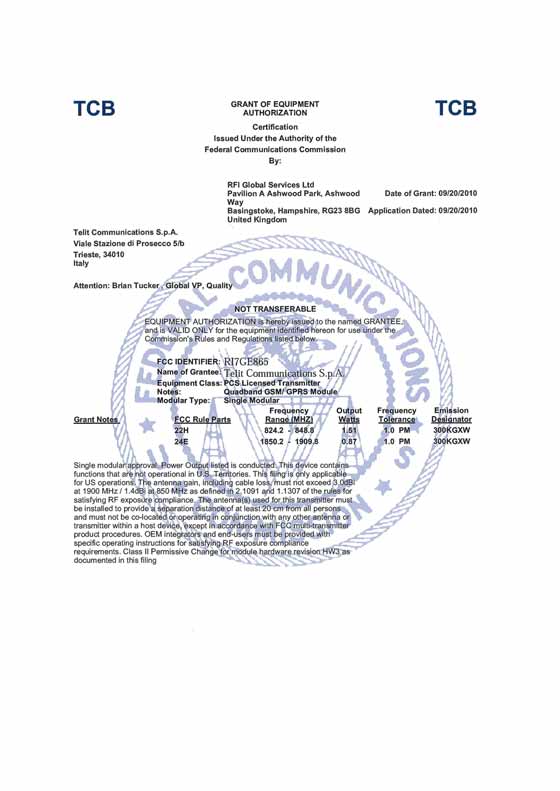 TCB
GRANT OF EQUIPMENT
AUTHORIZATION
TCB
Certification
Issued Under the Authority of the
Federal Communications Commission
By:
RFI Global Services Ltd
Pavilion A Ashwood Park, Ashwood
Way
Basingstoke, Hampshire, RG23 8BG
United Kingdom
Date of Grant: 09/20/2010
Application Dated: 09/20/2010
Telit Communications S.p.A.
Viale Stazione di Prosecco 5/b
Trieste, 34010
Italy
Attention: Brian Tucker , Global VP, Quality
NOT TRANSFERABLE
EQUIPMENT AUTHORIZATION is hereby issued to the named GRANTEE,
and is VALID ONLY for the equipment identified hereon for use under the
Commission's Rules and Regulations listed below.
FCC IDENTIFIER: RI7GE865
Name of Grantee: Telit Communications S.p.A.
Equipment Class: PCS Licensed Transmitter
Notes: Quadband GSM/ GPRS Module
Modular Type: Single Modular
Grant Notes FCC Rule Parts Frequency Range (MHZ) Output Watts Frequency Tolerance Emission Designator
22H 824.2 - 848.8 1.51 1.0 PM 300KGXW
24E 1850.2 - 1909.8 0.87 1.0 PM 300KGXW
Single modular approval. Power Output listed is conducted. This device contains
functions that are not operational in U.S. Territories. This filing is only applicable
for US operations. The antenna gain, including cable loss, must not exceed 3.0dBi
at 1900 MHz / 1.4dBi at 850 MHz as defined in 2.1091 and 1.1307 of the rules for
satisfying RF exposure compliance. The antenna(s) used for this transmitter must
be installed to provide a separation distance of at least 20 cm from all persons
and must not be co-located or operating in conjunction with any other antenna or
transmitter within a host device, except in accordance with FCC multi-transmitter
product procedures. OEM integrators and end-users must be provided with
specific operating instructions for satisfying RF exposure compliance
requirements. Class II Permissive Change for module hardware revision HW3 as
documented in this filing
FEDERAL COMMUNICATIONS COMMISSION